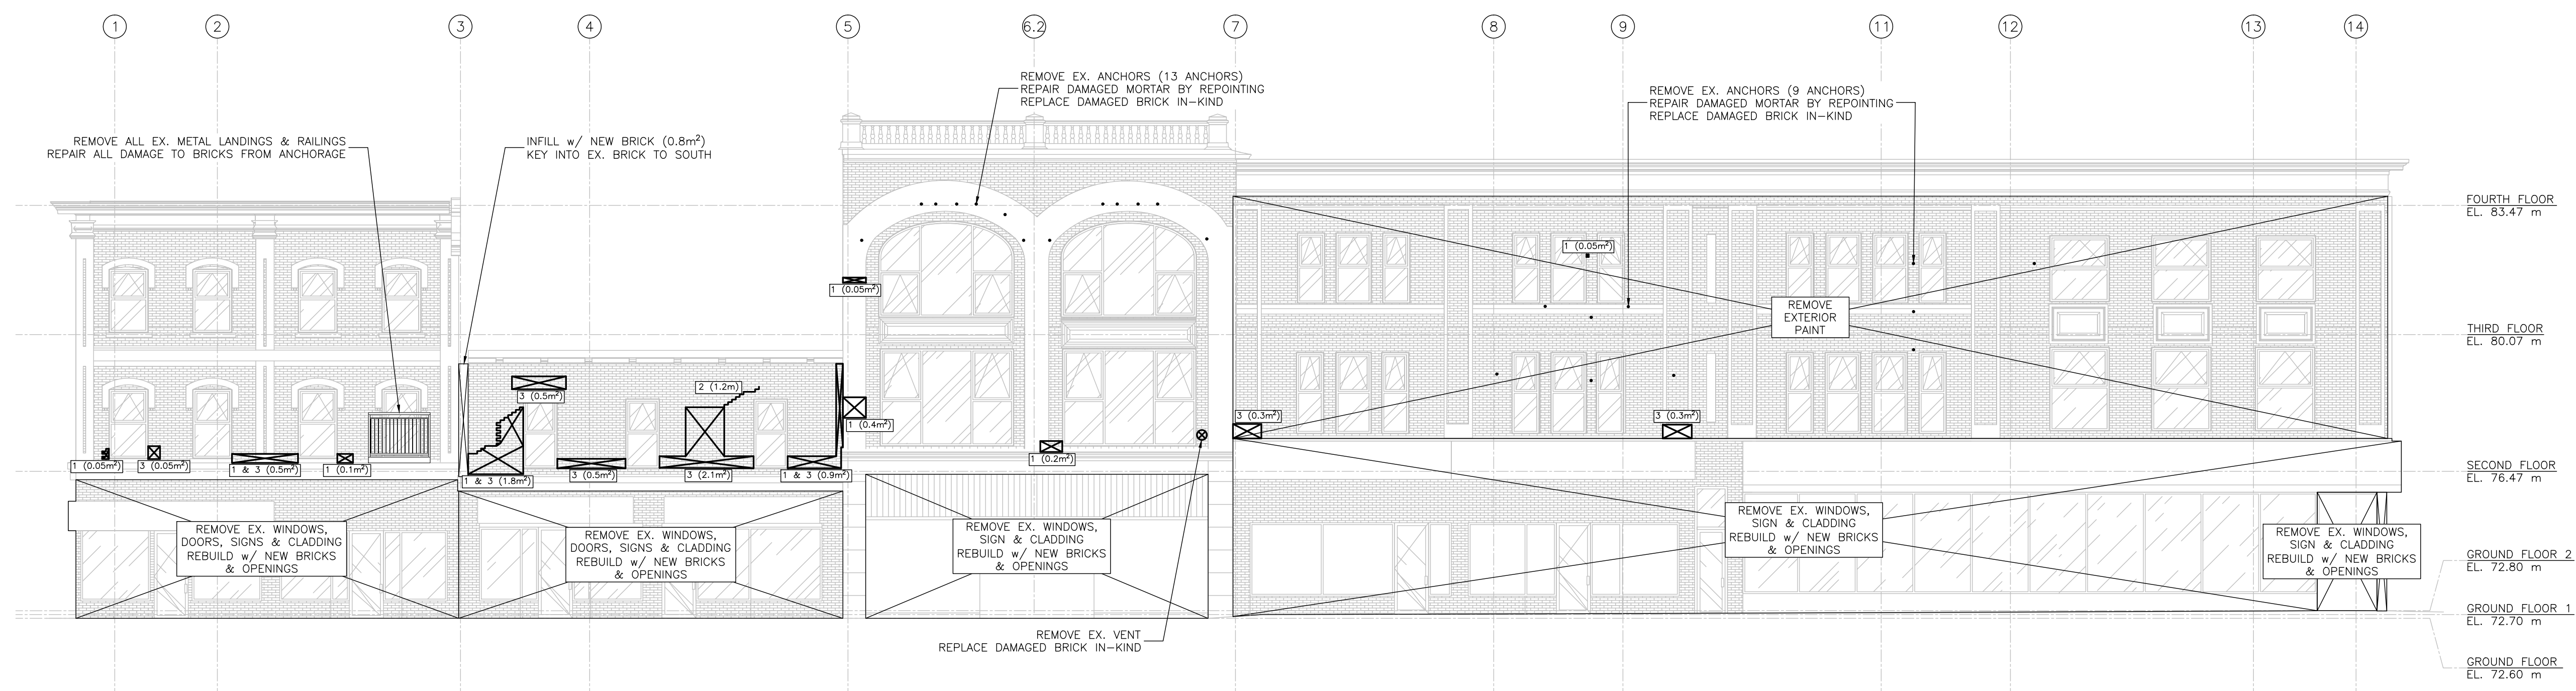 1
2
3
4
5
6.2
7
8
9
11
12
13
14
REMOVE EX. ANCHORS (13 ANCHORS)
REPAIR DAMAGED MORTAR BY REPOINTING
REPLACE DAMAGED BRICK IN-KIND
REMOVE EX. ANCHORS (9 ANCHORS)
REPAIR DAMAGED MORTAR BY REPOINTING
REPLACE DAMAGED BRICK IN-KIND
REMOVE ALL EX. METAL LANDINGS & RAILINGS
REPAIR ALL DAMAGE TO BRICKS FROM ANCHORAGE
INFILL w/ NEW BRICK (0.8m²)
KEY INTO EX. BRICK TO SOUTH
FOURTH FLOOR
EL. 83.47 m
1 (0.05m²)
1 (0.05m²)
REMOVE
EXTERIOR
PAINT
THIRD FLOOR
EL. 80.07 m
2 (1.2m)
3 (0.5m²)
1 (0.4m²)
3 (0.3m²)
3 (0.3m²)
1 (0.05m²)
3 (0.05m²)
1 & 3 (0.5m²)
1 (0.1m²)
1 & 3 (1.8m²)
3 (0.5m²)
3 (2.1m²)
1 & 3 (0.9m²)
1 (0.2m²)
SECOND FLOOR
EL. 76.47 m
REMOVE EX. WINDOWS,
DOORS, SIGNS & CLADDING
REBUILD w/ NEW BRICKS
& OPENINGS
REMOVE EX. WINDOWS,
DOORS, SIGNS & CLADDING
REBUILD w/ NEW BRICKS
& OPENINGS
REMOVE EX. WINDOWS,
SIGN & CLADDING
REBUILD w/ NEW BRICKS
& OPENINGS
REMOVE EX. WINDOWS,
SIGN & CLADDING
REBUILD w/ NEW BRICKS
& OPENINGS
REMOVE EX. WINDOWS,
SIGN & CLADDING
REBUILD w/ NEW BRICKS
& OPENINGS
GROUND FLOOR 2
EL. 72.80 m
GROUND FLOOR 1
EL. 72.70 m
REMOVE EX. VENT
REPLACE DAMAGED BRICK IN-KIND
GROUND FLOOR
EL. 72.60 m